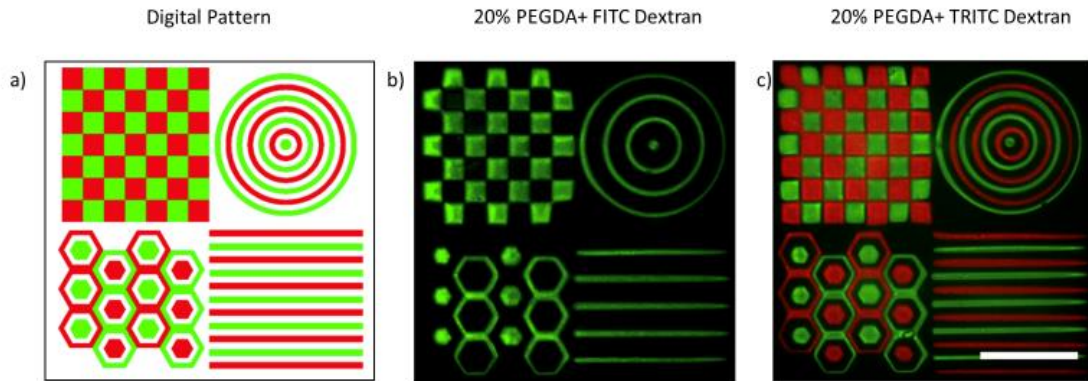 Digital Pattern
20% PEGDA+ FITC Dextran
20% PEGDA+ TRITC Dextran
a)
b)
c)